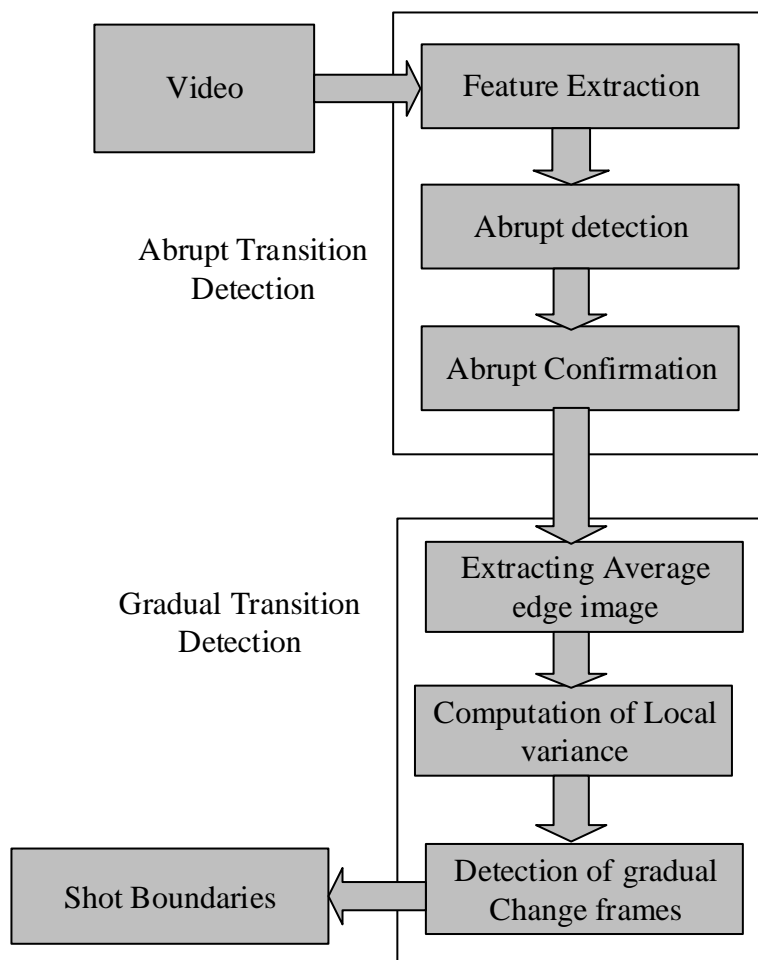 Video
Feature Extraction
Abrupt detection
Abrupt Transition
Detection
Abrupt Confirmation
Extracting Average
edge image
Gradual Transition
Detection
Computation of Local
variance
Detection of gradual
Change frames
Shot Boundaries